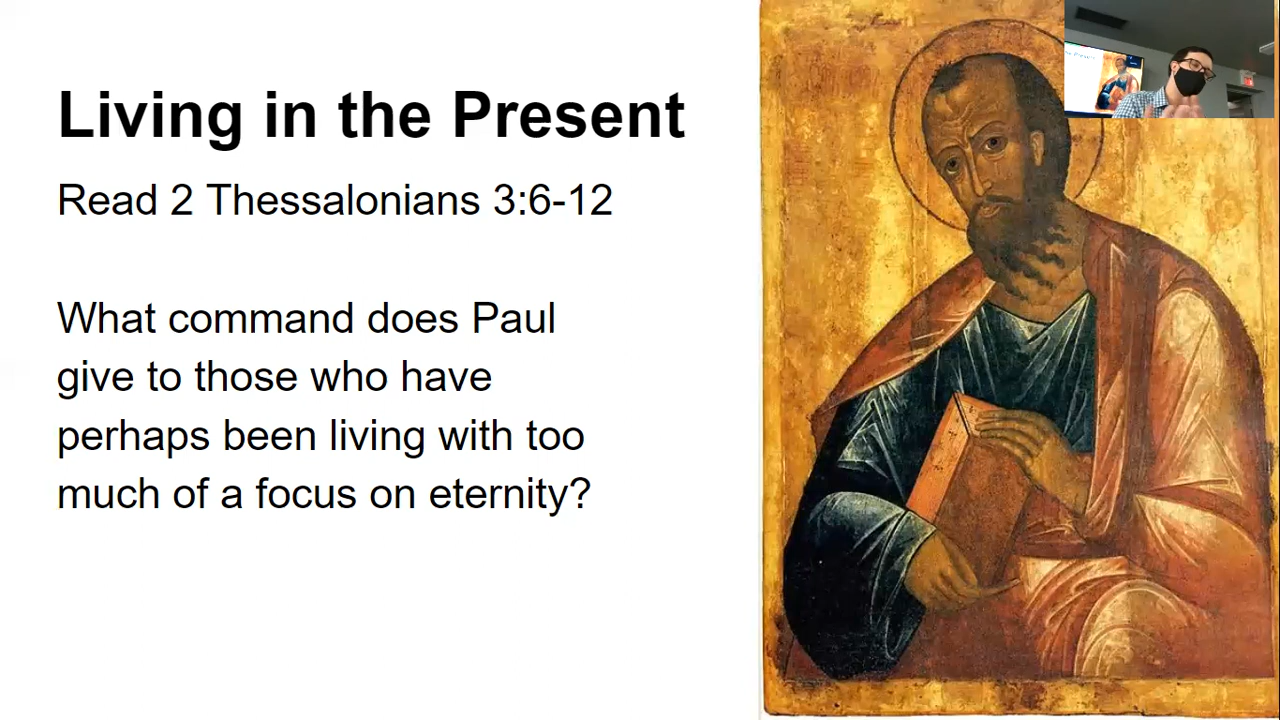 Living in the Present
Read 2 Thessalonians 3:6-12
What command does Paul
give to those who have
perhaps been living with too
much of a focus on eternity?